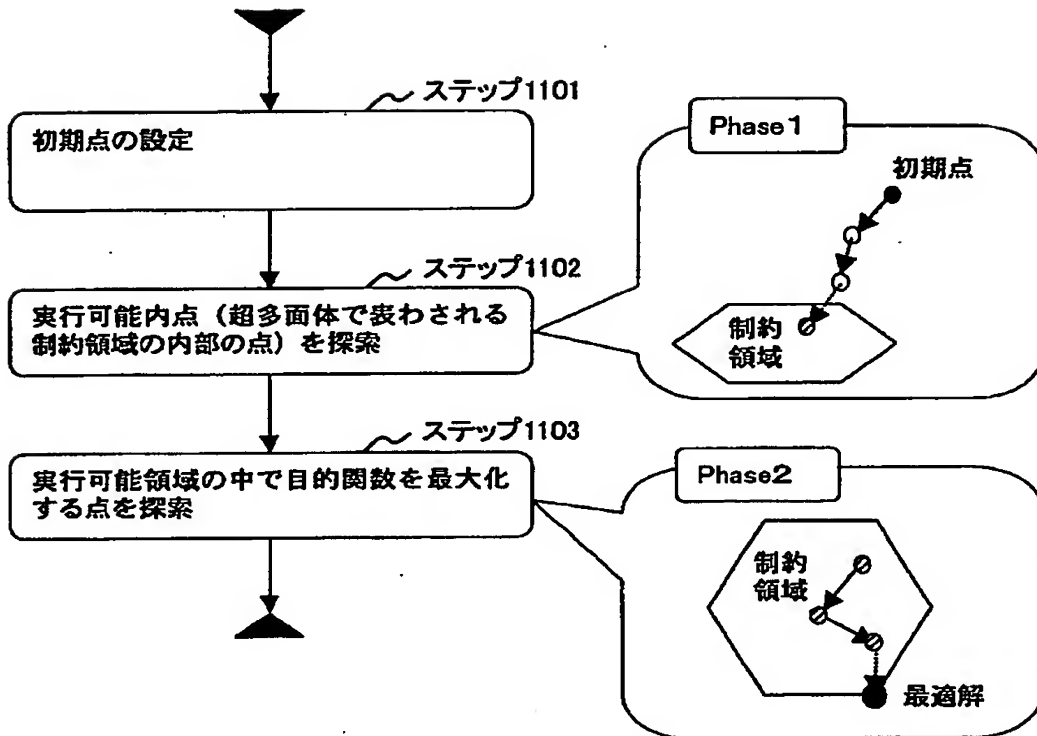 ステップ1101
初期点の設定
Phase1
初期点
制約
領域
ステップ1102
実行可能内点（超多面体で表わされる
制約領域の内部の点）を探索
ステップ1103
実行可能領域の中で目的関数を最大化
する点を探索
Phase2
制約
領域
最適解